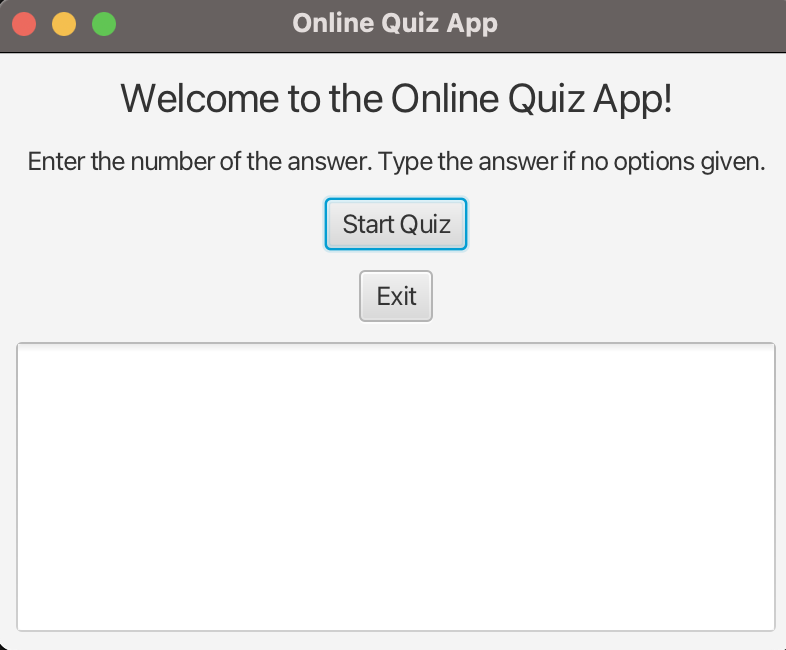 Online Quiz App
Welcome to the Online Quiz App!
Enter the number of the answer. Type the answer if no options given.
Start Quiz
Exit